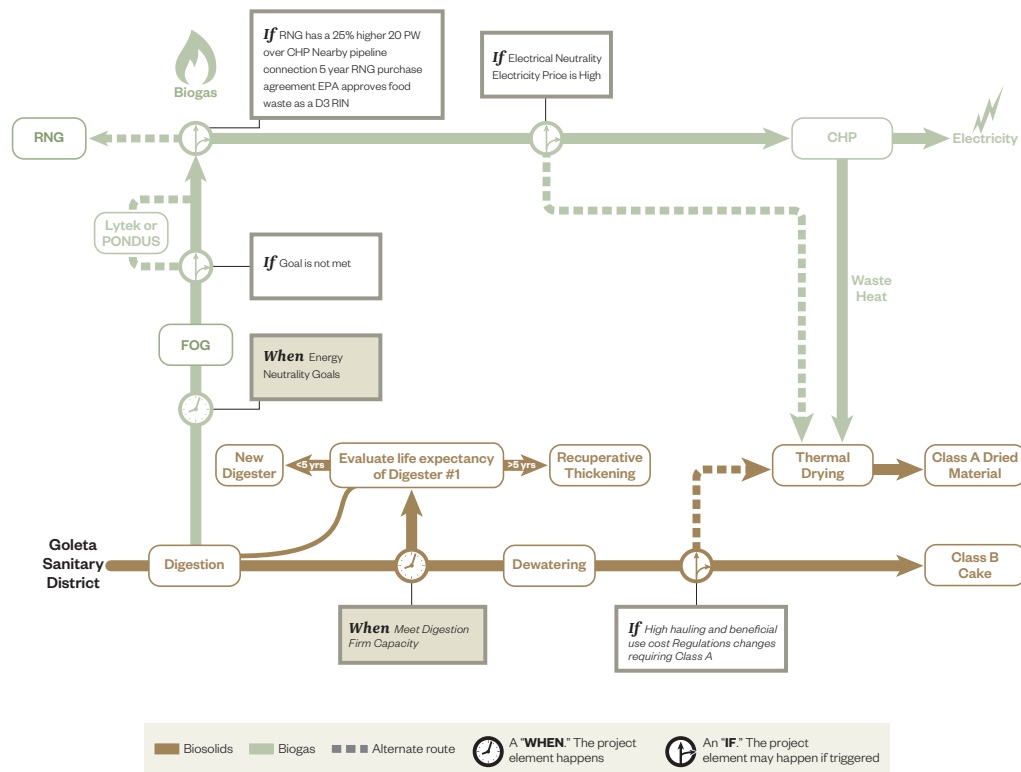 If RNG has a 25% higher 20 PW
over CHP Nearby pipeline
connection 5 year RNG purchase
agreement EPA approves food
waste as a D3 RIN
If Electrical Neutrality
Electricity Price is High
Biogas
RNG
CHP
Electricity
Lytek or
PONDUS
If Goal is not met
Waste
Heat
FOG
When Energy
Neutrality Goals
New
Digester
<5 yrs
Evaluate life expectancy
of Digester #1
>5 yrs
Recuperative
Thickening
Thermal
Drying
Class A Dried
Material
Goleta
Sanitary
District
Digestion
Dewatering
Class B
Cake
When Meet Digestion
Firm Capacity
If High hauling and beneficial
use cost Regulations changes
requiring Class A
Biosolids
Biogas
Alternate route
A "WHEN." The project
element happens
An "IF." The project
element may happen if triggered